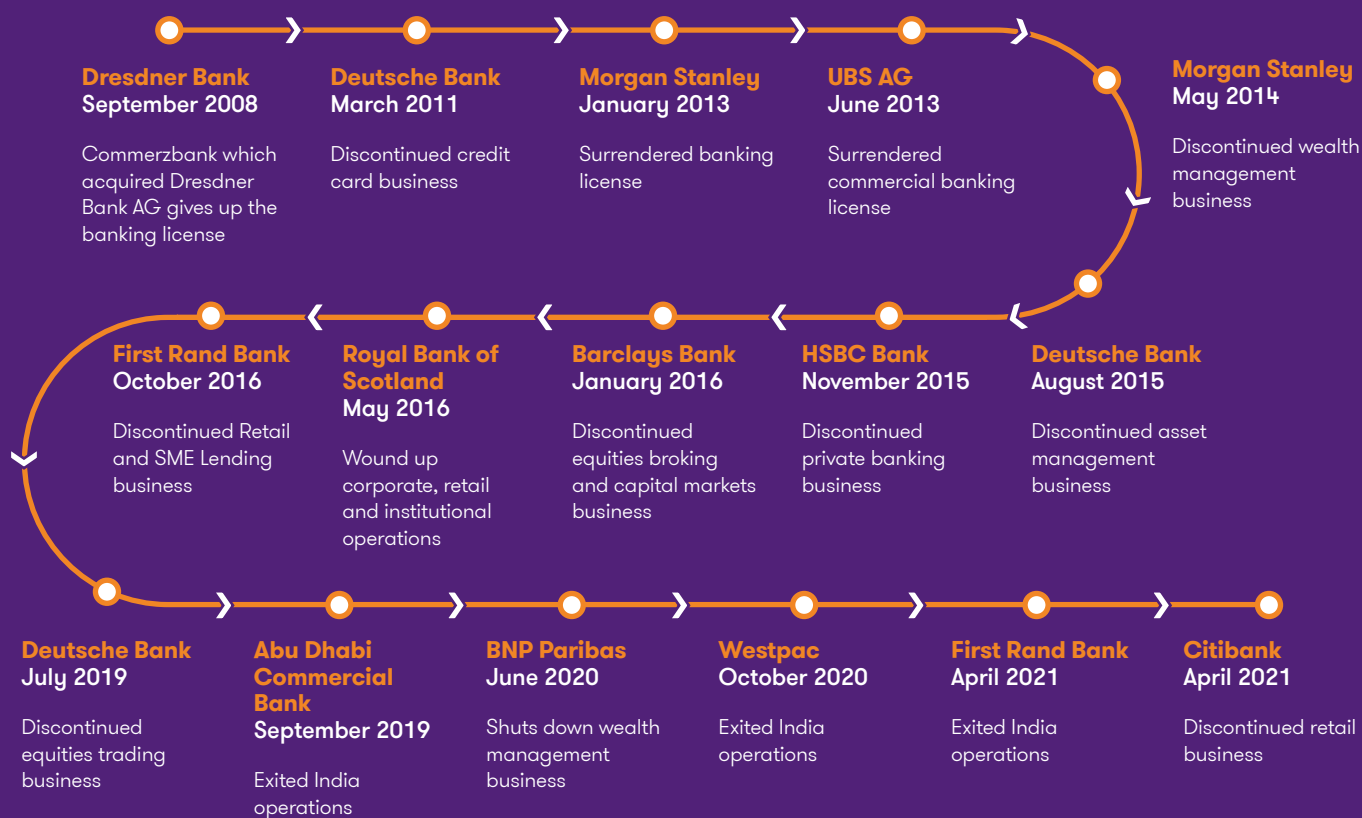 Dresdner Bank
September 2008
Commerzbank which
acquired Dresdner
Bank AG gives up the
banking license
Deutsche Bank
March 2011
Discontinued credit
card business
Morgan Stanley
January 2013
Surrendered banking
license
UBS AG
June 2013
Surrendered
commercial banking
license
Morgan Stanley
May 2014
Discontinued wealth
management
business
Deutsche Bank
August 2015
Discontinued asset
management
business
HSBC Bank
November 2015
Discontinued
private banking
business
Barclays Bank
January 2016
Discontinued
equities broking
and capital markets
business
Royal Bank of
Scotland
May 2016
Wound up
corporate, retail
and institutional
operations
First Rand Bank
October 2016
Discontinued Retail
and SME Lending
business
Deutsche Bank
July 2019
Discontinued
equities trading
business
Abu Dhabi
Commercial
Bank
September 2019
Exited India
operations
BNP Paribas
June 2020
Shuts down wealth
management
business
Westpac
October 2020
Exited India
operations
First Rand Bank
April 2021
Exited India
operations
Citibank
April 2021
Discontinued retail
business